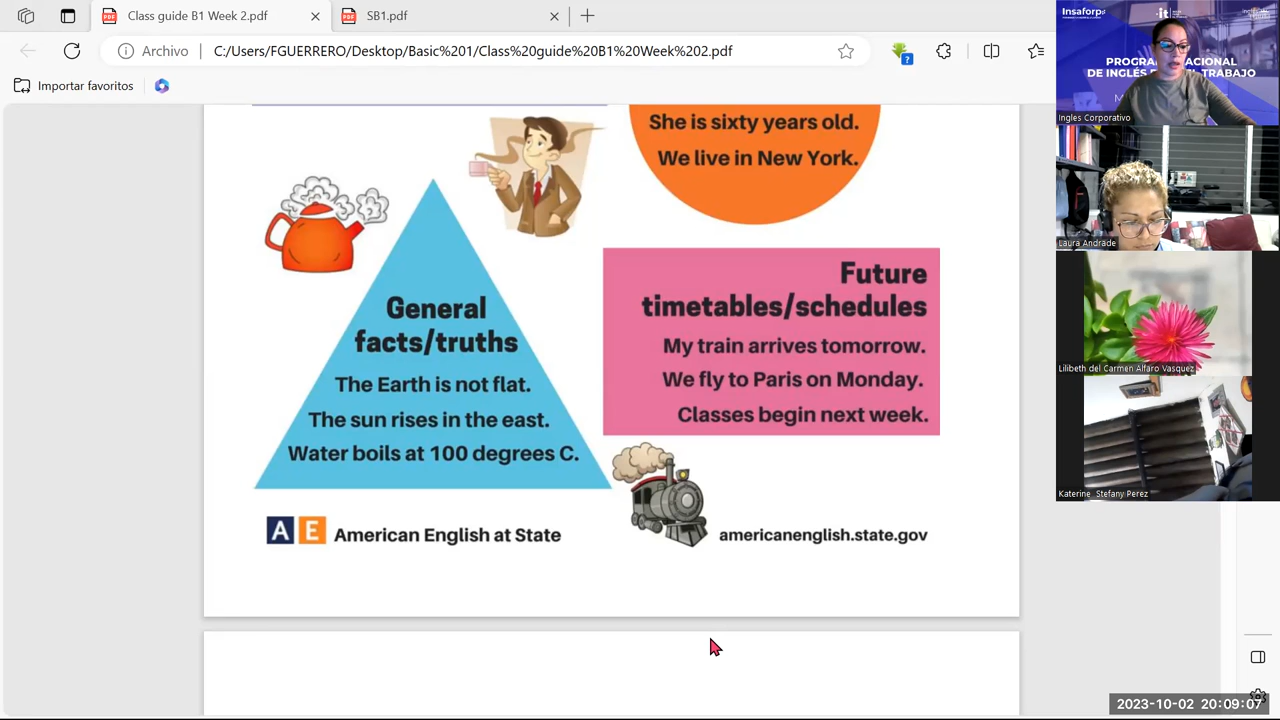 Class guide B1 Week 2.pdf
SB.pdf
Archivo
C:/Users/FGUERRERO/Desktop/Basic%201/Class%20guide%20B1%20Week%202.pdf
Importar favoritos
She is sixty years old.
We live in New York.
General
facts/truths
The Earth is not flat.
The sun rises in the east.
Water boils at 100 degrees C.
Future
timetables/schedules
My train arrives tomorrow.
We fly to Paris on Monday.
Classes begin next week.
A E American English at State
americanenglish.state.gov
Insaforp
Ingles Corporativo
Laura Andrade
Lilibeth del Carmen Alfaro Vasquez
Katerine Stefany Perez
2023-10-02 20:09:07